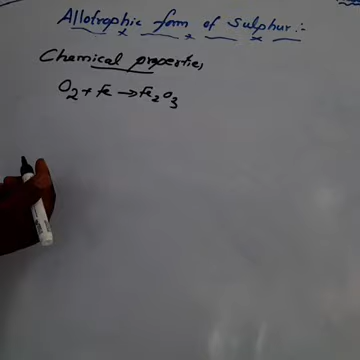 Allotrophic form of Sulphur:-
Chemical properties
O₂ + Fe → Fe₂O₃